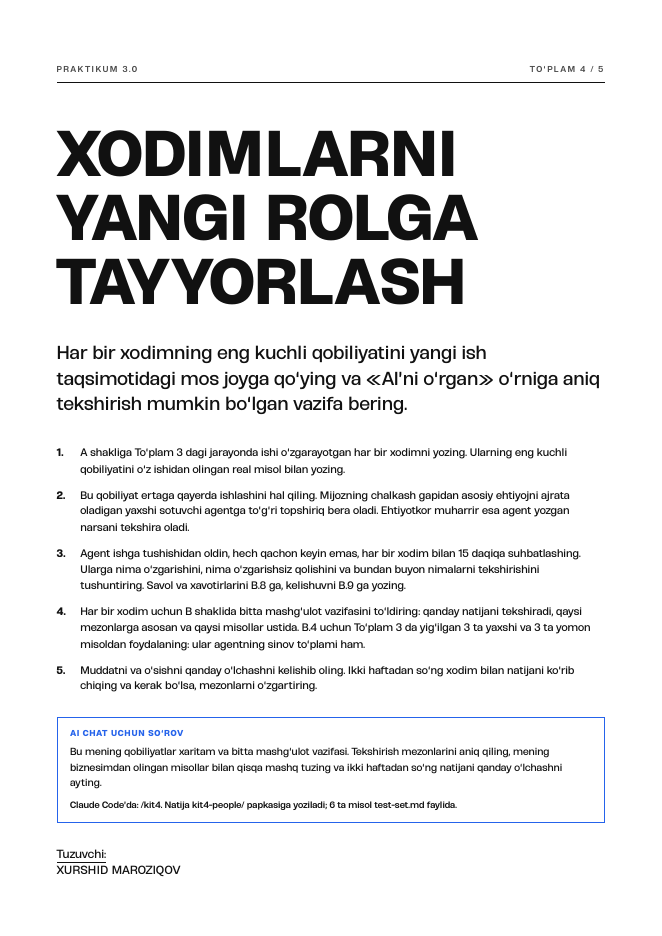 PRAKTIKUM 3.0
TO‘PLAM 4 / 5
XODIMLARNI
YANGI ROLGA
TAYYORLASH
Har bir xodimning eng kuchli qobiliyatini yangi ish
taqsimotidagi mos joyga qo‘ying va «AI’ni o‘rgan» o‘rniga aniq
tekshirish mumkin bo‘lgan vazifa bering.
1. A shakliga To‘plam 3 dagi jarayonda ishi o‘zgarayotgan har bir xodimni yozing. Ularning eng kuchli
qobiliyatini o‘z ishidan olingan real misol bilan yozing.
2. Bu qobiliyat ertaga qayerda ishlashini hal qiling. Mijozning chalkash gapidan asosiy ehtiyojni ajrata
oladigan yaxshi sotuvchi agentga to‘g‘ri topshiriq bera oladi. Ehtiyotkor muharrir esa agent yozgan
narsani tekshira oladi.
3. Agent ishga tushishidan oldin, hech qachon keyin emas, har bir xodim bilan 15 daqiqa suhbatlashing.
Ularga nima o‘zgarishini, nima o‘zgarishsiz qolishini va bundan buyon nimalarni tekshirishini
tushuntiring. Savol va xavotirlarini B.8 ga, kelishuvni B.9 ga yozing.
4. Har bir xodim uchun B shaklida bitta mashg‘ulot vazifasini to‘ldiring: qanday natijani tekshiradi, qaysi
mezonlarga asosan va qaysi misollar ustida. B.4 uchun To‘plam 3 da yig‘ilgan 3 ta yaxshi va 3 ta yomon
misoldan foydalaning: ular agentning sinov to‘plami ham.
5. Muddatni va o‘sishni qanday o‘lchashni kelishib oling. Ikki haftadan so‘ng xodim bilan natijani ko‘rib
chiqing va kerak bo‘lsa, mezonlarni o‘zgartiring.
AI CHAT UCHUN SO‘ROV
Bu mening qobiliyatlar xaritam va bitta mashg‘ulot vazifasi. Tekshirish mezonlarini aniq qiling, mening
biznesimdan olingan misollar bilan qisqa mashq tuzing va ikki haftadan so‘ng natijani qanday o‘lchashni
ayting.
Claude Code’da: /kit4. Natija kit4-people/ papkasiga yoziladi; 6 ta misol test-set.md faylida.
Tuzuvchi:
XURSHID MAROZIQOV